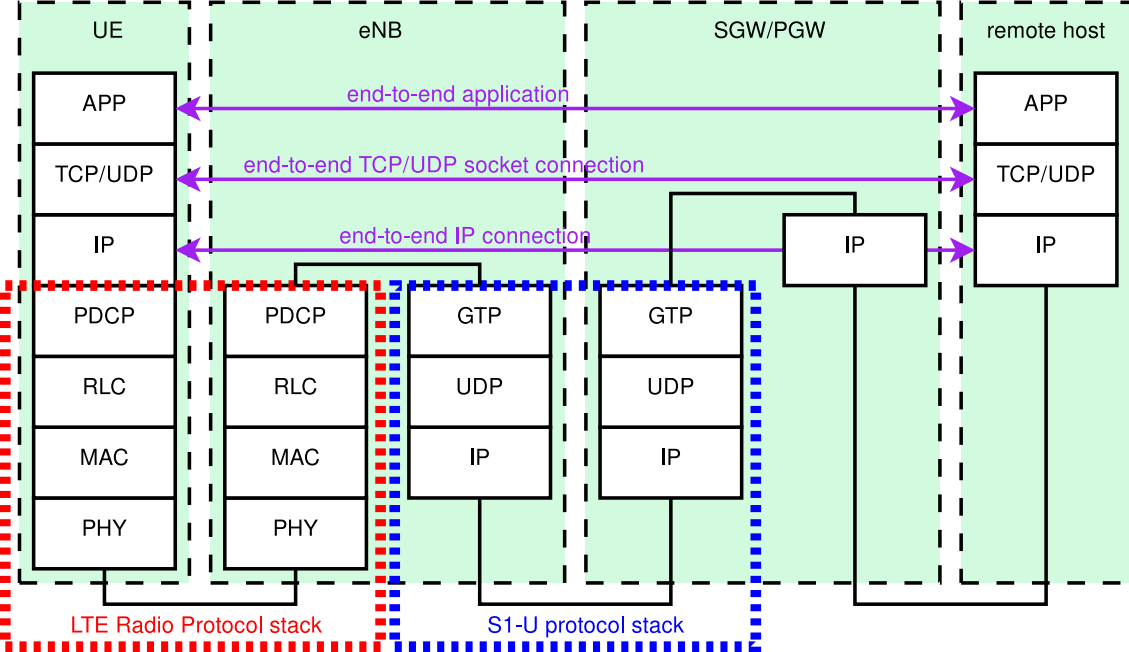 UE
eNB
SGW/PGW
remote host
APP
end-to-end application
APP
TCP/UDP
end-to-end TCP/UDP socket connection
TCP/UDP
IP
end-to-end IP connection
IP
IP
PDCP
PDCP
GTP
GTP
RLC
RLC
UDP
UDP
MAC
MAC
IP
IP
PHY
PHY
LTE Radio Protocol stack
S1-U protocol stack